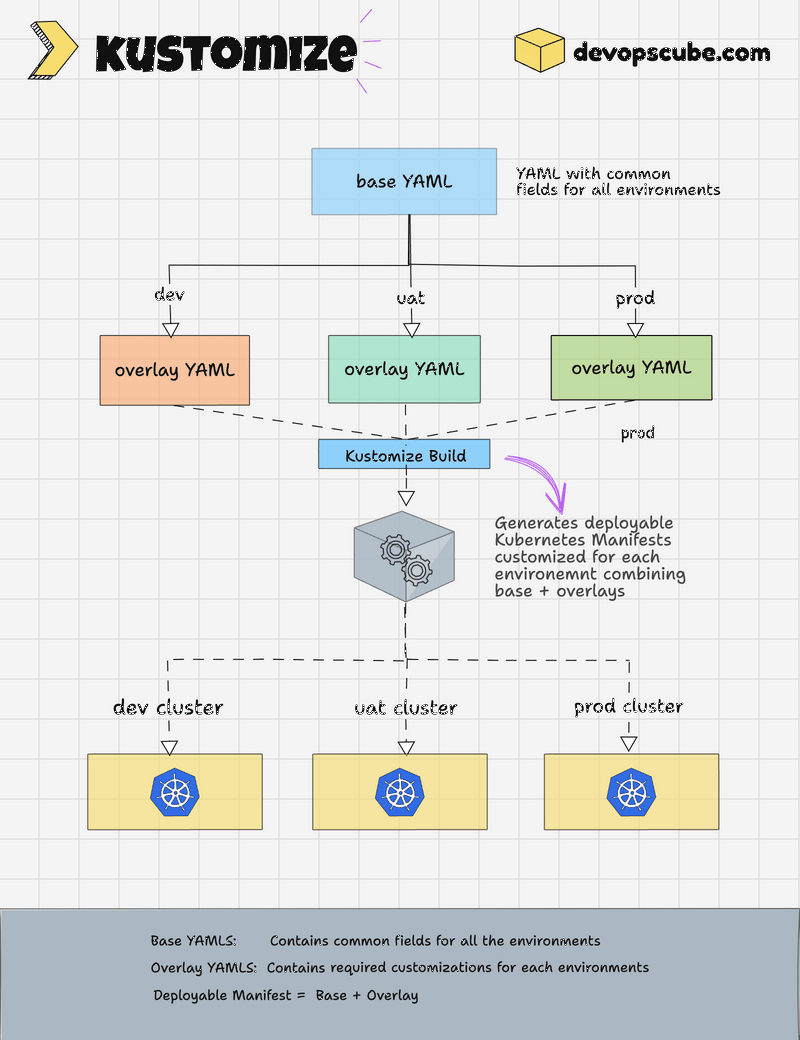 KUSTOMIZE
devopscube.com
base YAML
YAML with common
fields for all environments
dev
uat
prod
overlay YAML
overlay YAML
overlay YAML
prod
Kustomize Build
Generates deployable
Kubernetes Manifests
customized for each
environemnt combining
base + overlays
dev cluster
uat cluster
prod cluster
Base YAMLS: Contains common fields for all the environments
Overlay YAMLS: Contains required customizations for each environments
Deployable Manifest = Base + Overlay